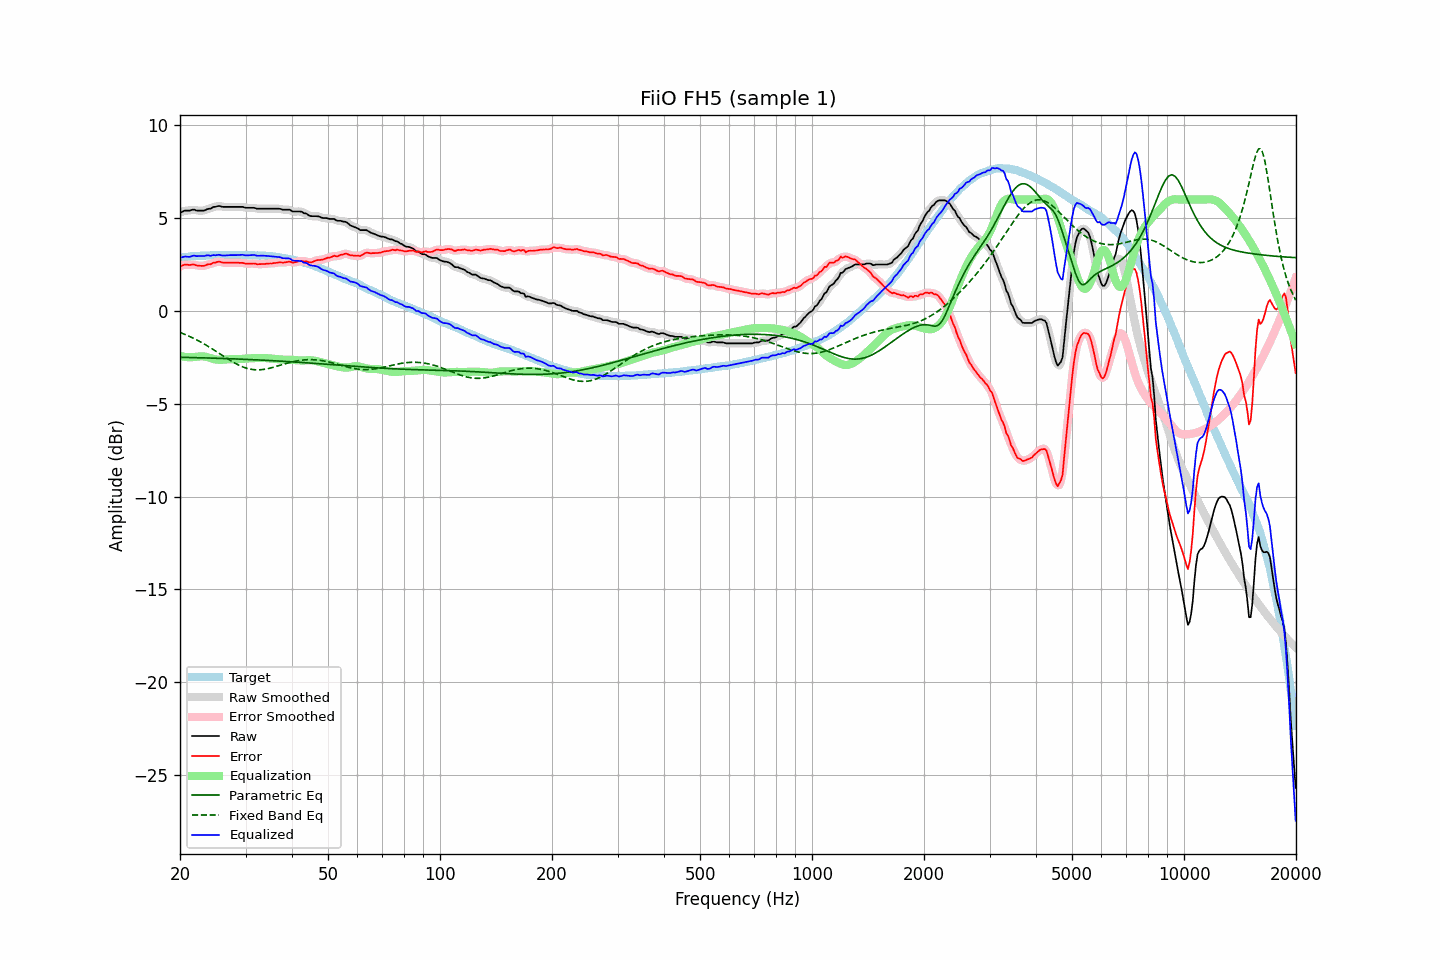 FiiO FH5 (sample 1)
10
5
0
−5
−10
−15
−20
−25
Amplitude (dBr)
Target
Raw Smoothed
Error Smoothed
Raw
Error
Equalization
Parametric Eq
Fixed Band Eq
Equalized
20 50 100 200 500 1000 2000 5000 10000 20000
Frequency (Hz)